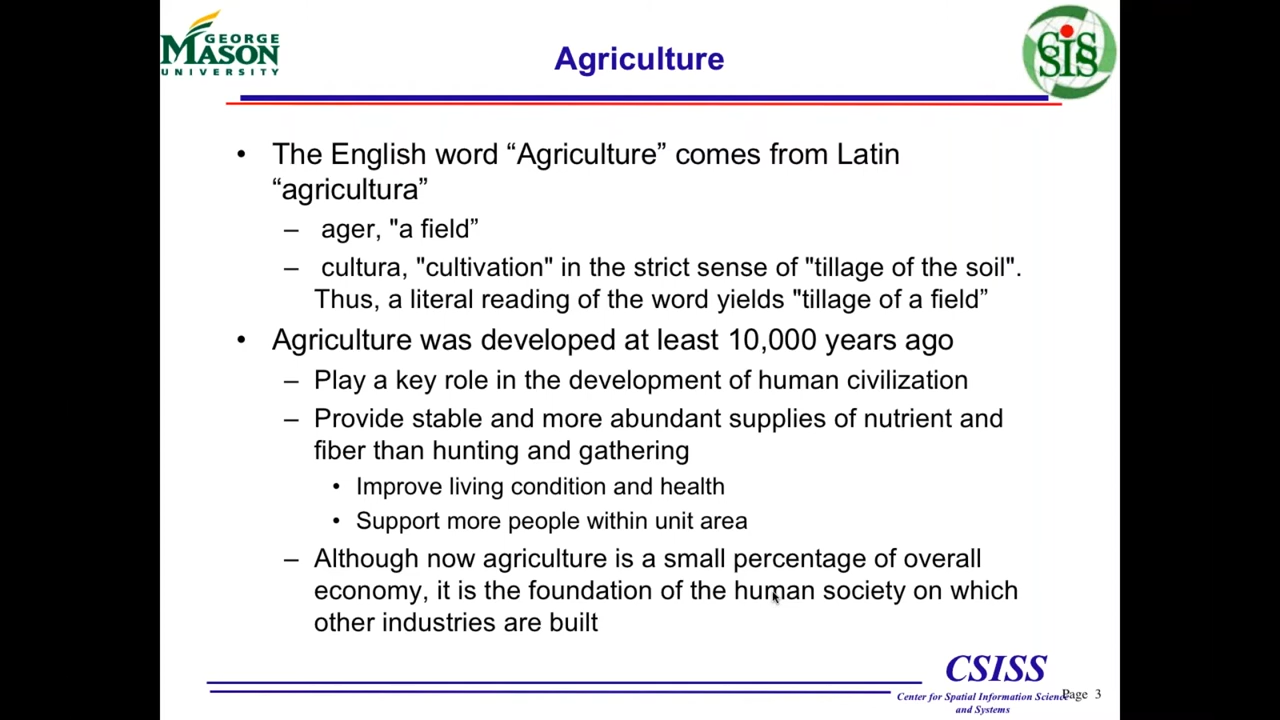 GEORGE
MASON
UNIVERSITY
Agriculture
SIS
• The English word “Agriculture” comes from Latin
“agricultura”
– ager, "a field”
– cultura, "cultivation" in the strict sense of "tillage of the soil".
Thus, a literal reading of the word yields "tillage of a field”
• Agriculture was developed at least 10,000 years ago
– Play a key role in the development of human civilization
– Provide stable and more abundant supplies of nutrient and
fiber than hunting and gathering
• Improve living condition and health
• Support more people within unit area
– Although now agriculture is a small percentage of overall
economy, it is the foundation of the human society on which
other industries are built
CSISS
Center for Spatial Information Science
and Systems
Page 3